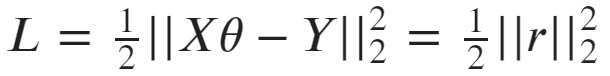 L = 1/2 ||Xθ − Y||₂² = 1/2 ||r||₂²